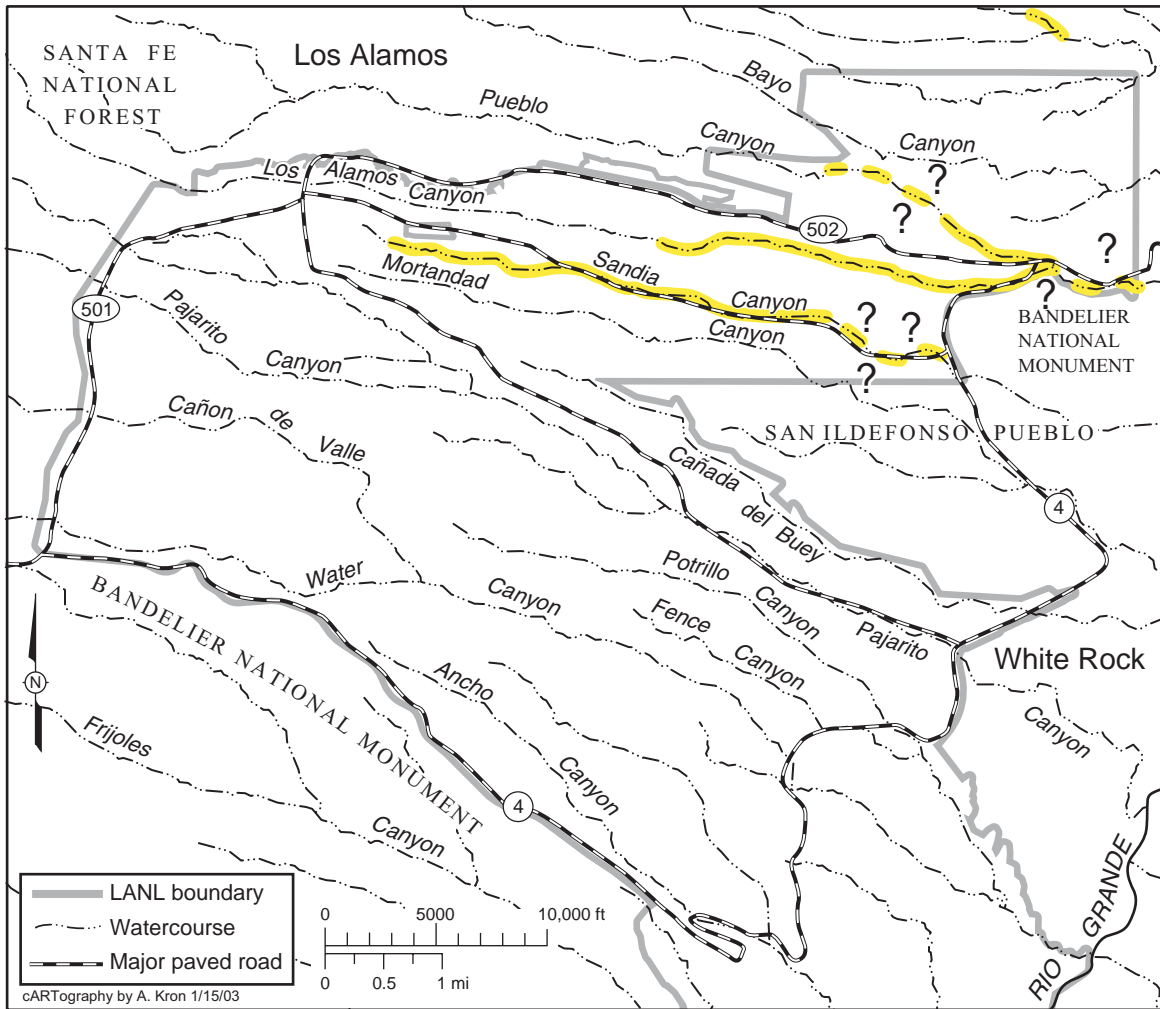 SANTA FE
NATIONAL
FOREST
Los Alamos
Bayo
Canyon
Pueblo
Canyon
Los Alamos
Canyon
?
?
502
?
Sandia
Canyon
Mortandad
Canyon
?
?
?
?
BANDELIER
NATIONAL
MONUMENT
501
Pajarito
Canyon
Cañon
de
Valle
SAN ILDEFONSO PUEBLO
Cañada
del Buey
4
Water
Canyon
Potrillo
Canyon
Fence
Canyon
Pajarito
Canyon
White Rock
BANDELIER NATIONAL MONUMENT
N
Ancho
Canyon
Frijoles
Canyon
4
RIO GRANDE
LANL boundary
Watercourse
Major paved road
0 5000 10,000 ft
0 0.5 1 mi
cARTography by A. Kron 1/15/03